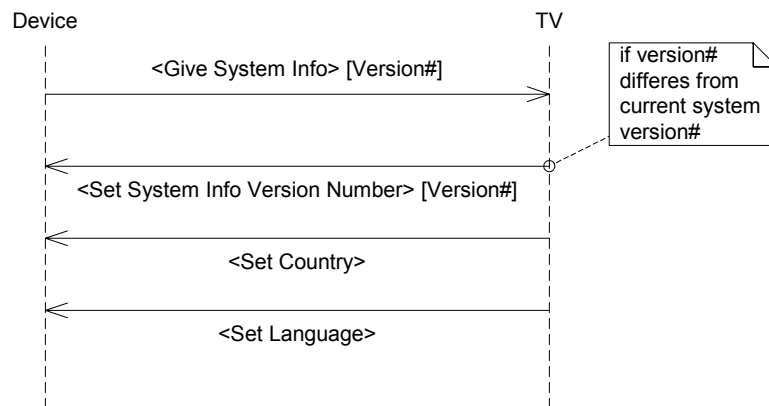 Device
TV
<Give System Info> [Version#]
if version#
differes from
current system
version#
<Set System Info Version Number> [Version#]
<Set Country>
<Set Language>